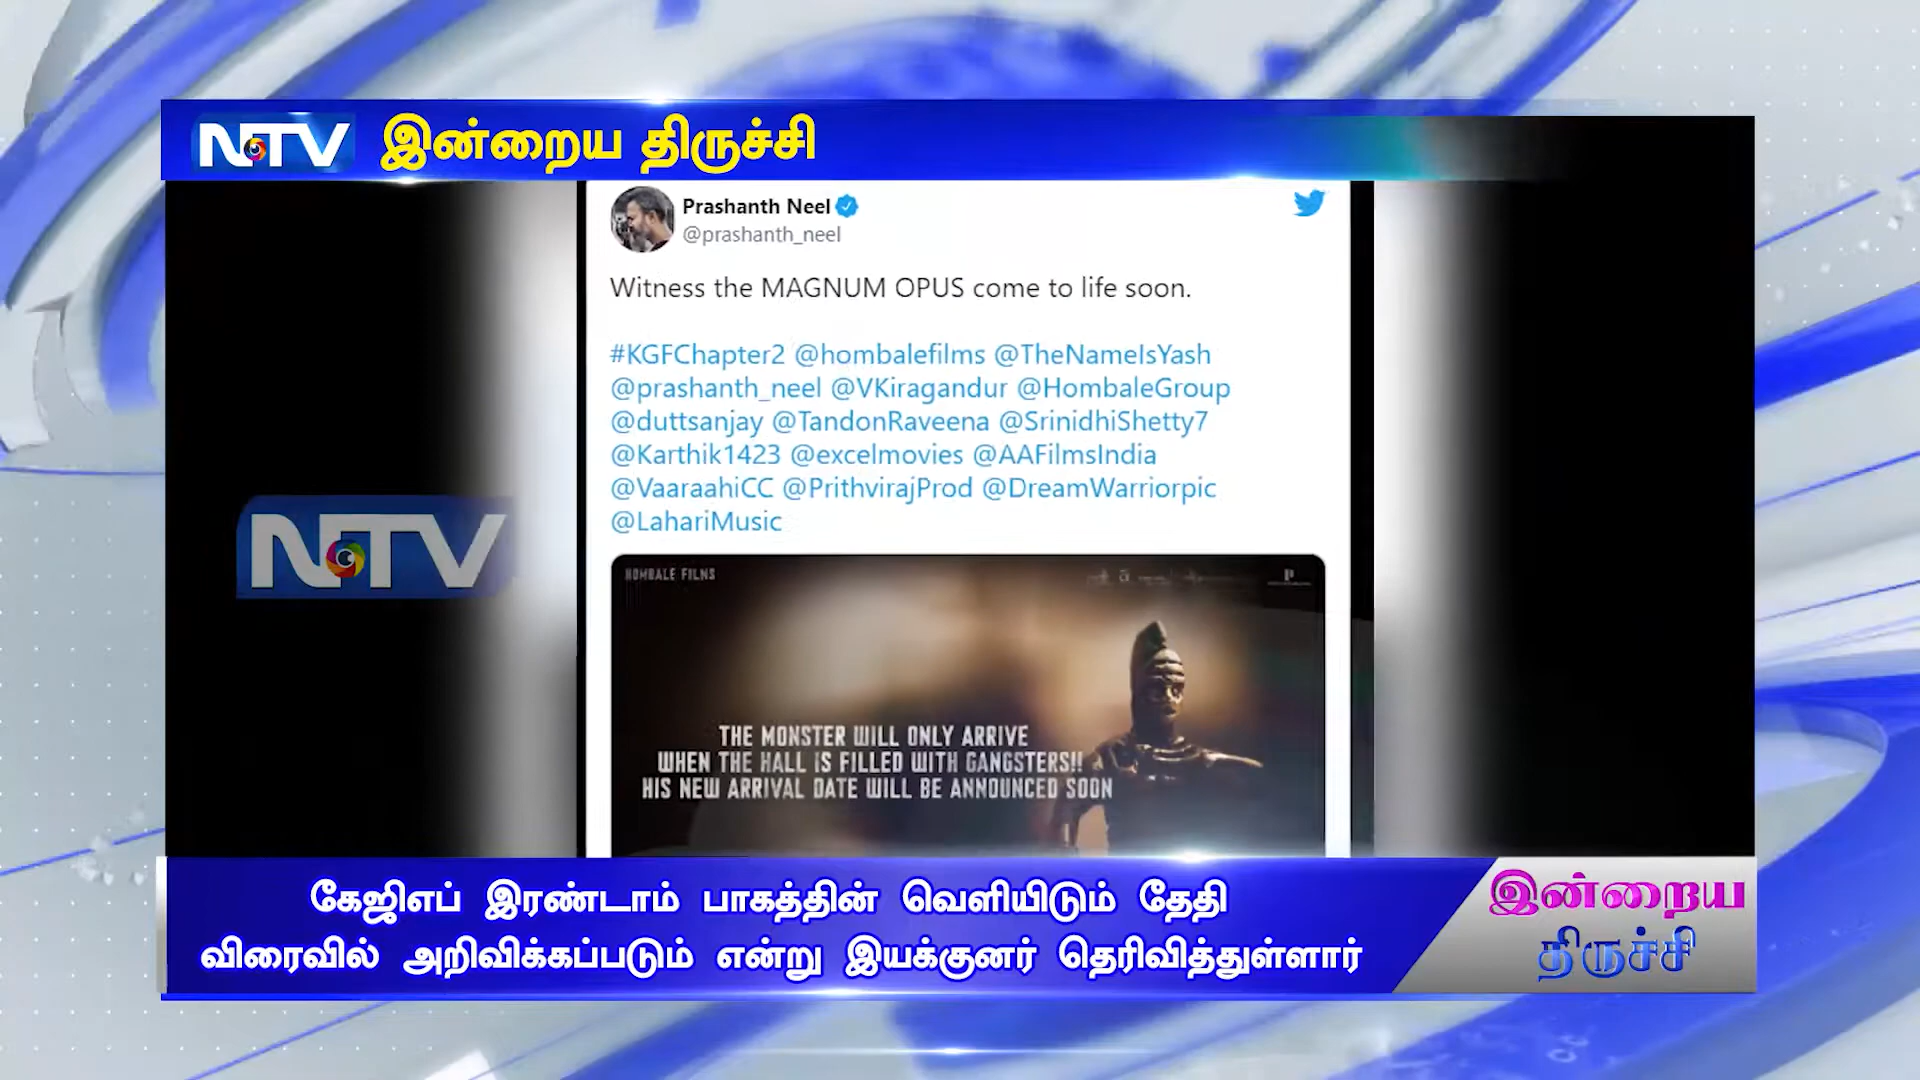 NTV இன்றைய திருச்சி
Prashanth Neel
@prashanth_neel
Witness the MAGNUM OPUS come to life soon.
#KGFChapter2 @hombalefilms @TheNameIsYash
@prashanth_neel @VKiragandur @HombaleGroup
@duttsanjay @TandonRaveena @SrinidhiShetty7
@Karthik1423 @excelmovies @AAFilmsIndia
@VaaraahiCC @PrithvirajProd @DreamWarriorpic
@LahariMusic
NTV
HOMBALE FILMS
THE MONSTER WILL ONLY ARRIVE
WHEN THE HALL IS FILLED WITH GANGSTERS!!
HIS NEW ARRIVAL DATE WILL BE ANNOUNCED SOON
கேஜிஎப் இரண்டாம் பாகத்தின் வெளியிடும் தேதி
விரைவில் அறிவிக்கப்படும் என்று இயக்குனர் தெரிவித்துள்ளார்
இன்றைய
திருச்சி